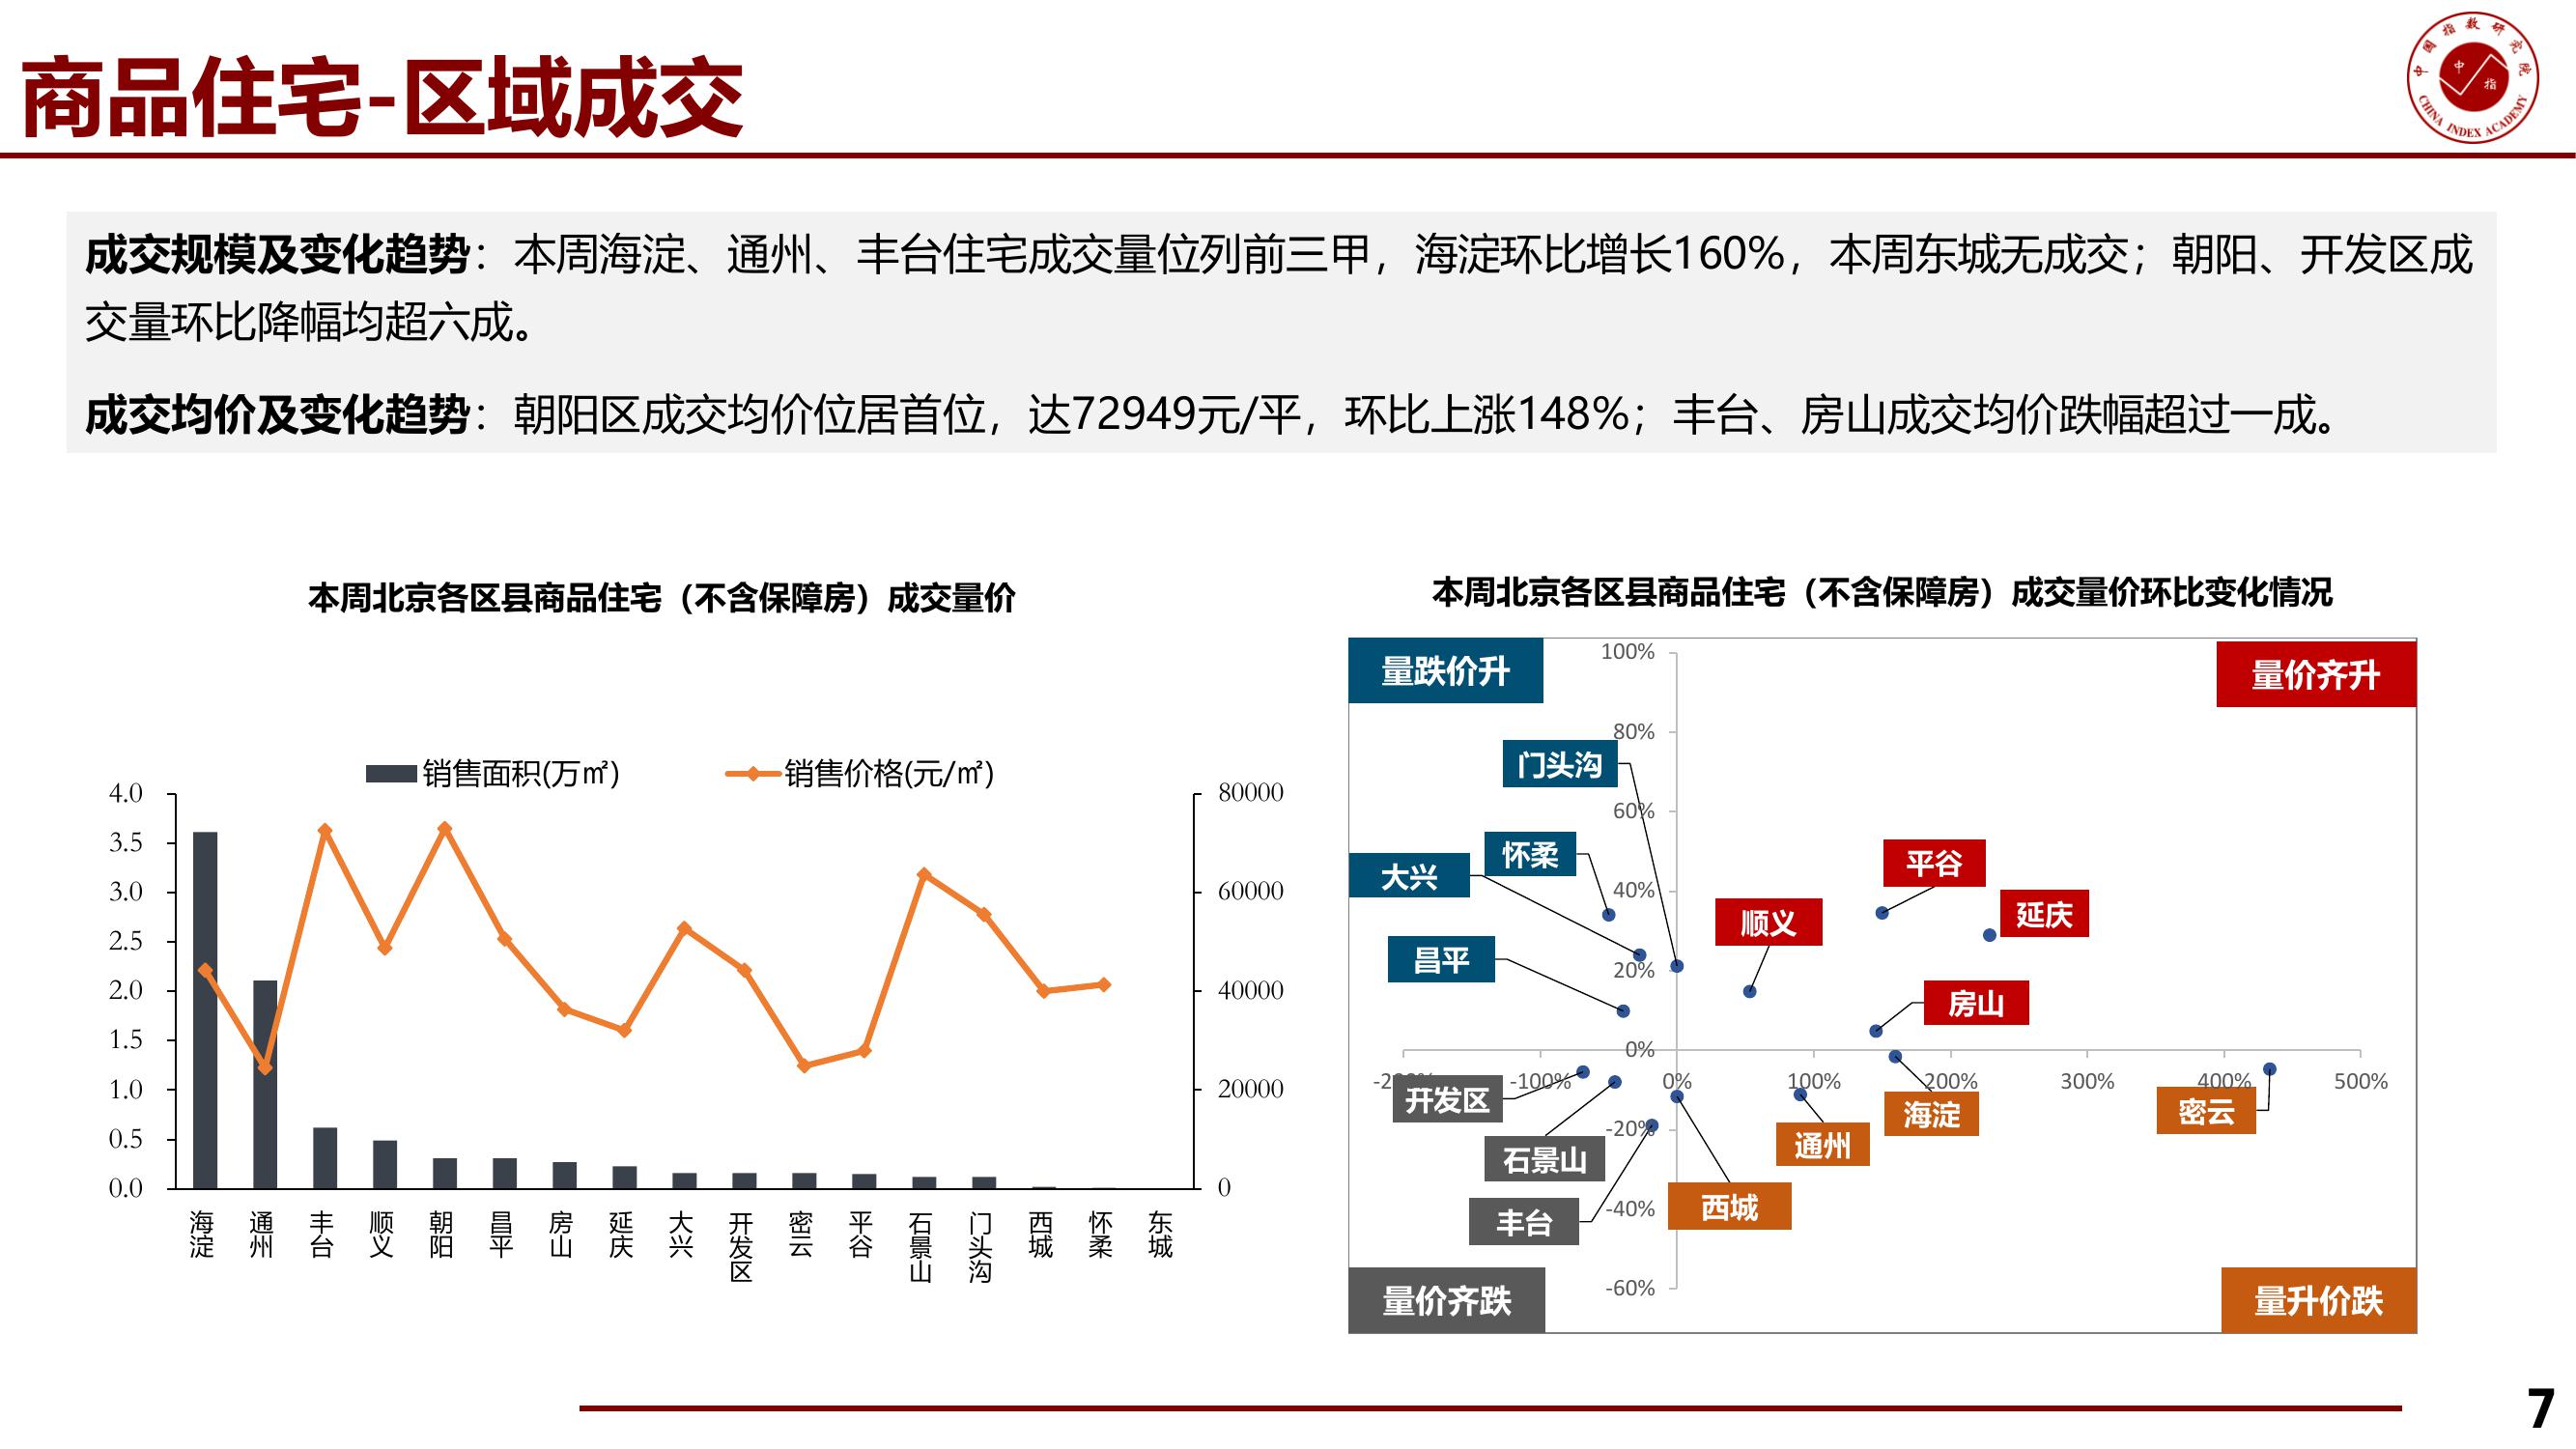 商品住宅-区域成交
中国指数研究院
中指
CHINA INDEX ACADEMY
成交规模及变化趋势：本周海淀、通州、丰台住宅成交量位列前三甲，海淀环比增长160%，本周东城无成交；朝阳、开发区成
交量环比降幅均超六成。
成交均价及变化趋势：朝阳区成交均价位居首位，达72949元/平，环比上涨148%；丰台、房山成交均价跌幅超过一成。
本周北京各区县商品住宅（不含保障房）成交量价
销售面积(万㎡)
销售价格(元/㎡)
4.0
3.5
3.0
2.5
2.0
1.5
1.0
0.5
0.0
80000
60000
40000
20000
0
海淀
通州
丰台
顺义
朝阳
昌平
房山
延庆
大兴
开发区
密云
平谷
石景山
门头沟
西城
怀柔
东城
本周北京各区县商品住宅（不含保障房）成交量价环比变化情况
量跌价升
量价齐升
100%
80%
60%
40%
20%
0%
-20%
-40%
-60%
-100%
0%
100%
200%
300%
400%
500%
门头沟
怀柔
大兴
昌平
平谷
延庆
顺义
房山
开发区
石景山
丰台
西城
通州
海淀
密云
量价齐跌
量升价跌
7